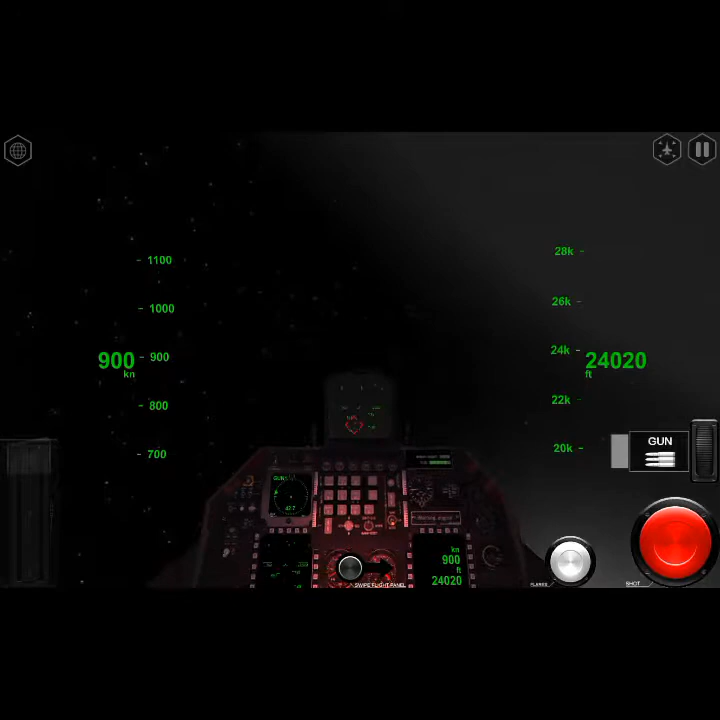 1100
1000
900 900
kn
800
700
28k
26k
24k 24020
ft
22k
20k
GUN
GUN
kn
900
ft
24020
SWIPE FLIGHT PANEL
FLARES
SHOT